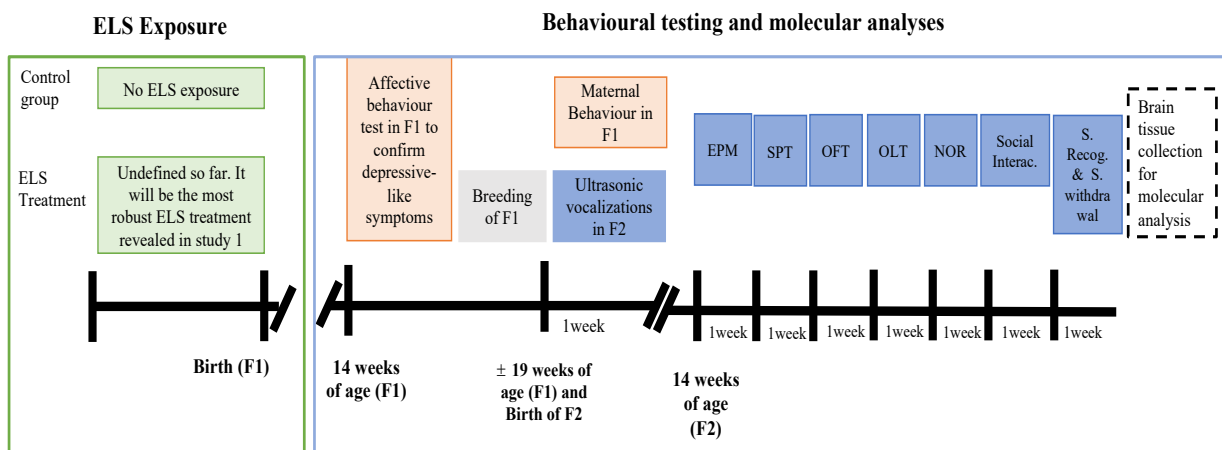 ELS Exposure
Behavioural testing and molecular analyses
Control
group
No ELS exposure
ELS
Treatment
Undefined so far. It
will be the most
robust ELS treatment
revealed in study 1
Affective
behaviour
test in F1 to
confirm
depressive-
like
symptoms
Breeding
of F1
Maternal
Behaviour in
F1
Ultrasonic
vocalizations
in F2
EPM
SPT
OFT
OLT
NOR
Social
Interac.
S.
Recog.
& S.
withdra
wal
Brain
tissue
collection
for
molecular
analysis
1week
1week
1week
1week
1week
1week
1week
1week
Birth (F1)
14 weeks
of age (F1)
± 19 weeks of
age (F1) and
Birth of F2
14 weeks
of age
(F2)